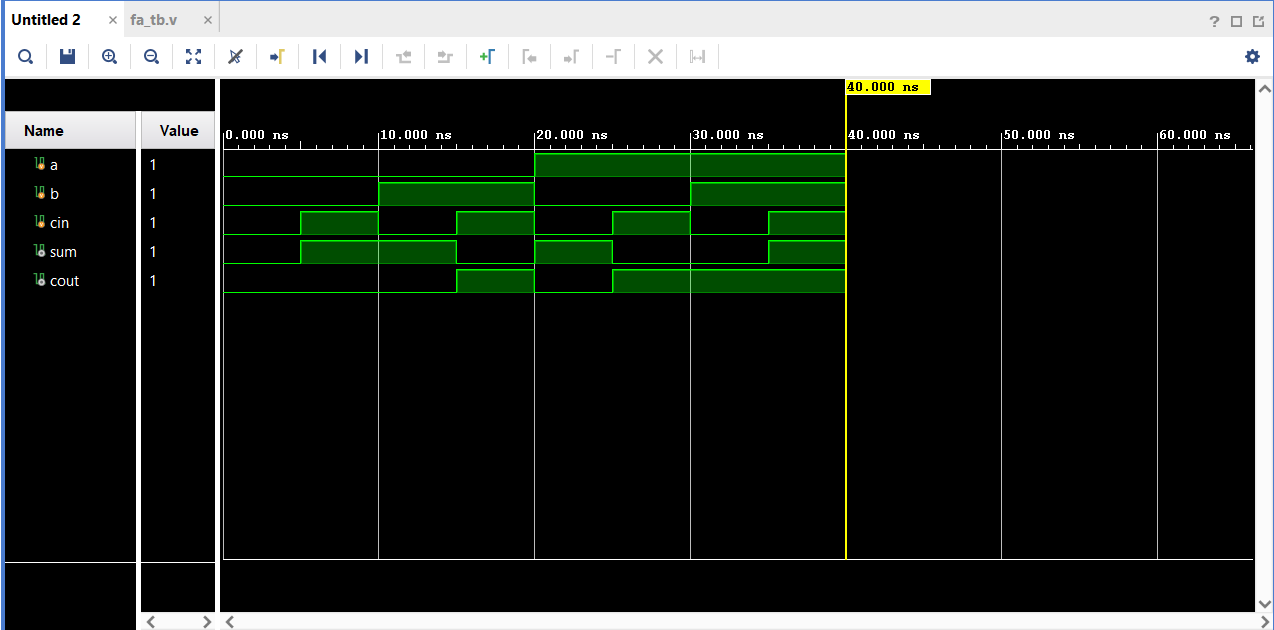 Untitled 2 × fa_tb.v ×
?
40.000 ns
Name Value
0.000 ns 10.000 ns 20.000 ns 30.000 ns 40.000 ns 50.000 ns 60.000 ns
a 1
b 1
cin 1
sum 1
cout 1